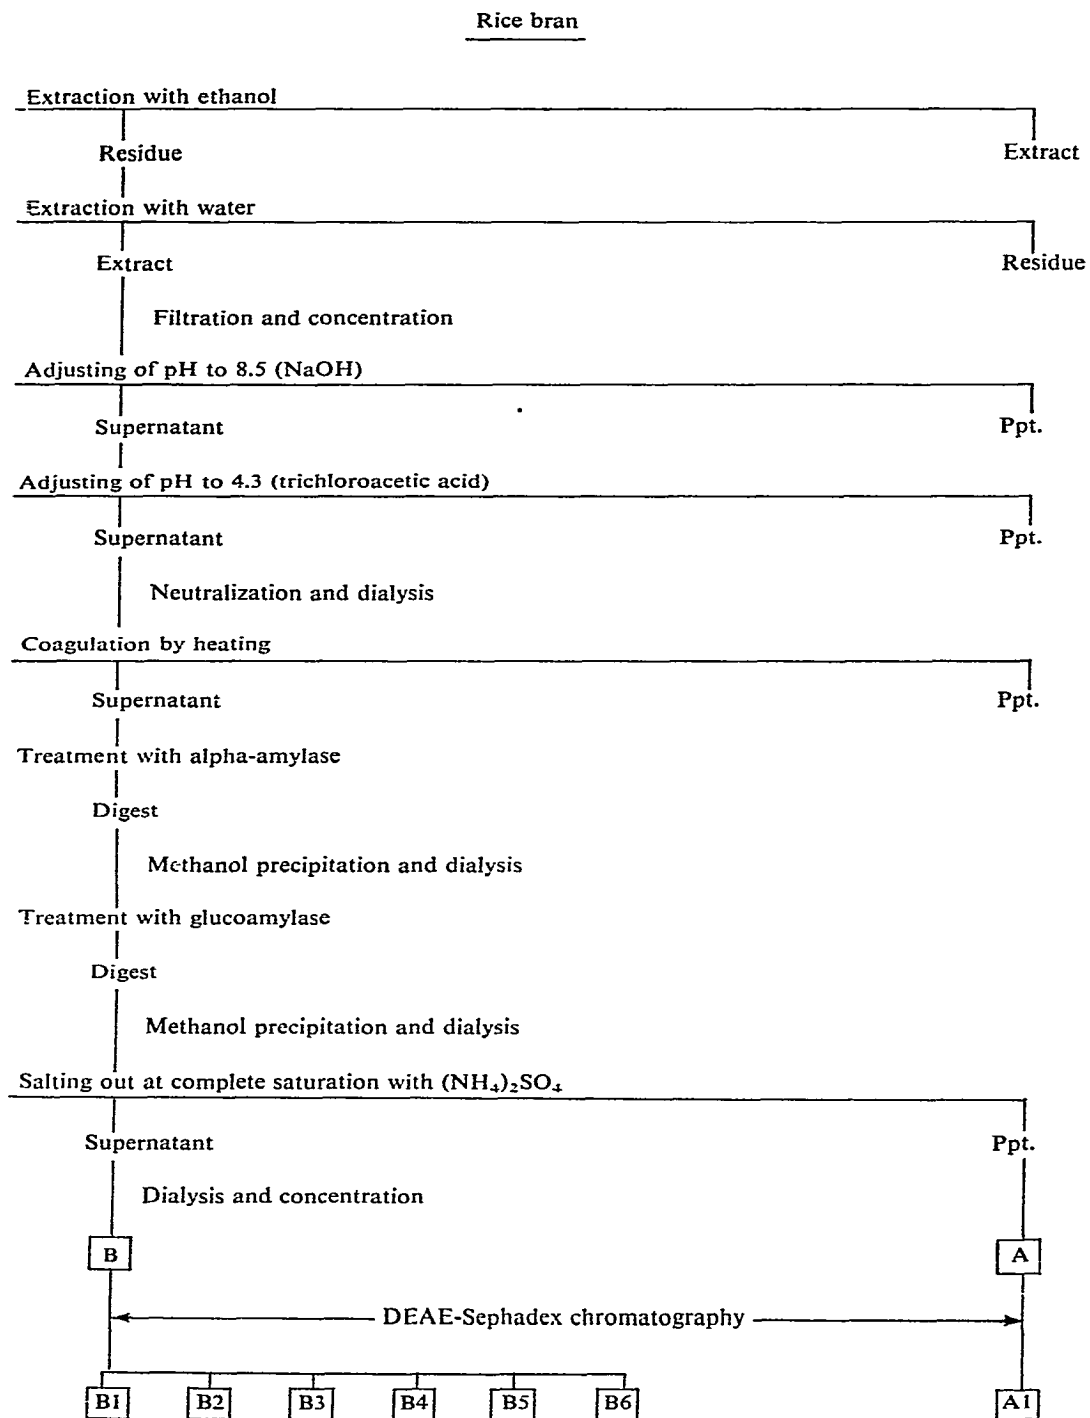 Rice bran
Extraction with ethanol
Residue Extract
Extraction with water
Extract Residue
Filtration and concentration
Adjusting of pH to 8.5 (NaOH)
Supernatant Ppt.
Adjusting of pH to 4.3 (trichloroacetic acid)
Supernatant Ppt.
Neutralization and dialysis
Coagulation by heating
Supernatant Ppt.
Treatment with alpha-amylase
Digest
Methanol precipitation and dialysis
Treatment with glucoamylase
Digest
Methanol precipitation and dialysis
Salting out at complete saturation with (NH₄)₂SO₄
Supernatant Ppt.
Dialysis and concentration
B A
DEAE-Sephadex chromatography
B1 B2 B3 B4 B5 B6 A1